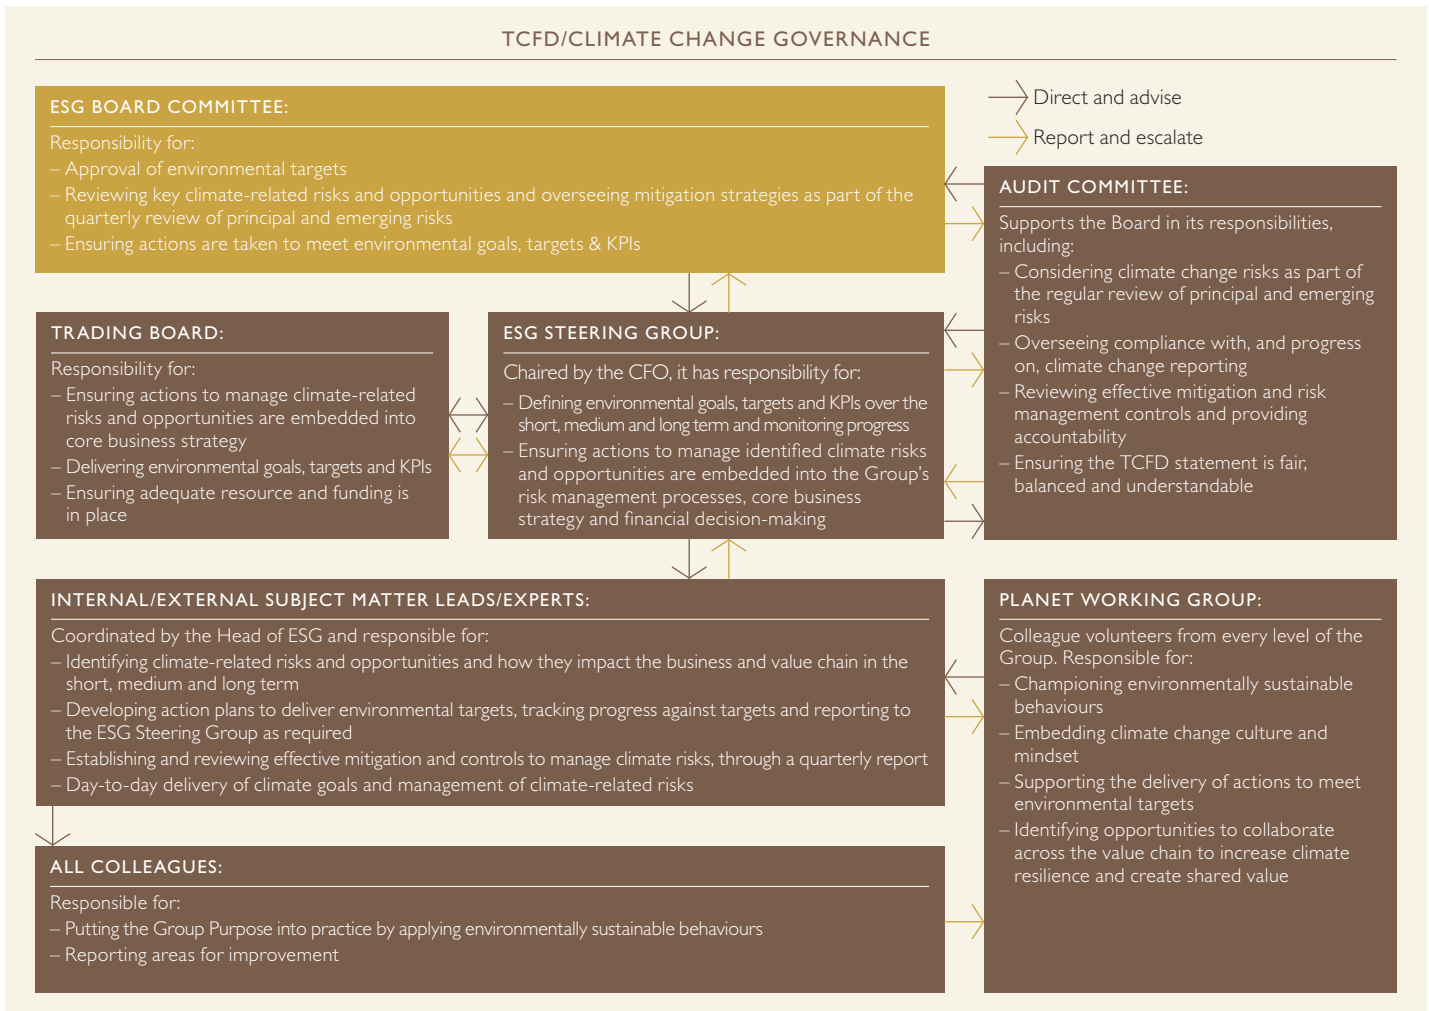 TCFD/CLIMATE CHANGE GOVERNANCE
Direct and advise
Report and escalate
ESG BOARD COMMITTEE:
Responsibility for:
– Approval of environmental targets
– Reviewing key climate-related risks and opportunities and overseeing mitigation strategies as part of the
quarterly review of principal and emerging risks
– Ensuring actions are taken to meet environmental goals, targets & KPIs
AUDIT COMMITTEE:
Supports the Board in its responsibilities,
including:
– Considering climate change risks as part of
the regular review of principal and emerging
risks
– Overseeing compliance with, and progress
on, climate change reporting
– Reviewing effective mitigation and risk
management controls and providing
accountability
– Ensuring the TCFD statement is fair,
balanced and understandable
TRADING BOARD:
Responsibility for:
– Ensuring actions to manage climate-related
risks and opportunities are embedded into
core business strategy
– Delivering environmental goals, targets and KPIs
– Ensuring adequate resource and funding is
in place
ESG STEERING GROUP:
Chaired by the CFO, it has responsibility for:
– Defining environmental goals, targets and KPIs over the
short, medium and long term and monitoring progress
– Ensuring actions to manage identified climate risks
and opportunities are embedded into the Group's
risk management processes, core business
strategy and financial decision-making
INTERNAL/EXTERNAL SUBJECT MATTER LEADS/EXPERTS:
Coordinated by the Head of ESG and responsible for:
– Identifying climate-related risks and opportunities and how they impact the business and value chain in the
short, medium and long term
– Developing action plans to deliver environmental targets, tracking progress against targets and reporting to
the ESG Steering Group as required
– Establishing and reviewing effective mitigation and controls to manage climate risks, through a quarterly report
– Day-to-day delivery of climate goals and management of climate-related risks
PLANET WORKING GROUP:
Colleague volunteers from every level of the
Group. Responsible for:
– Championing environmentally sustainable
behaviours
– Embedding climate change culture and
mindset
– Supporting the delivery of actions to meet
environmental targets
– Identifying opportunities to collaborate
across the value chain to increase climate
resilience and create shared value
ALL COLLEAGUES:
Responsible for:
– Putting the Group Purpose into practice by applying environmentally sustainable behaviours
– Reporting areas for improvement